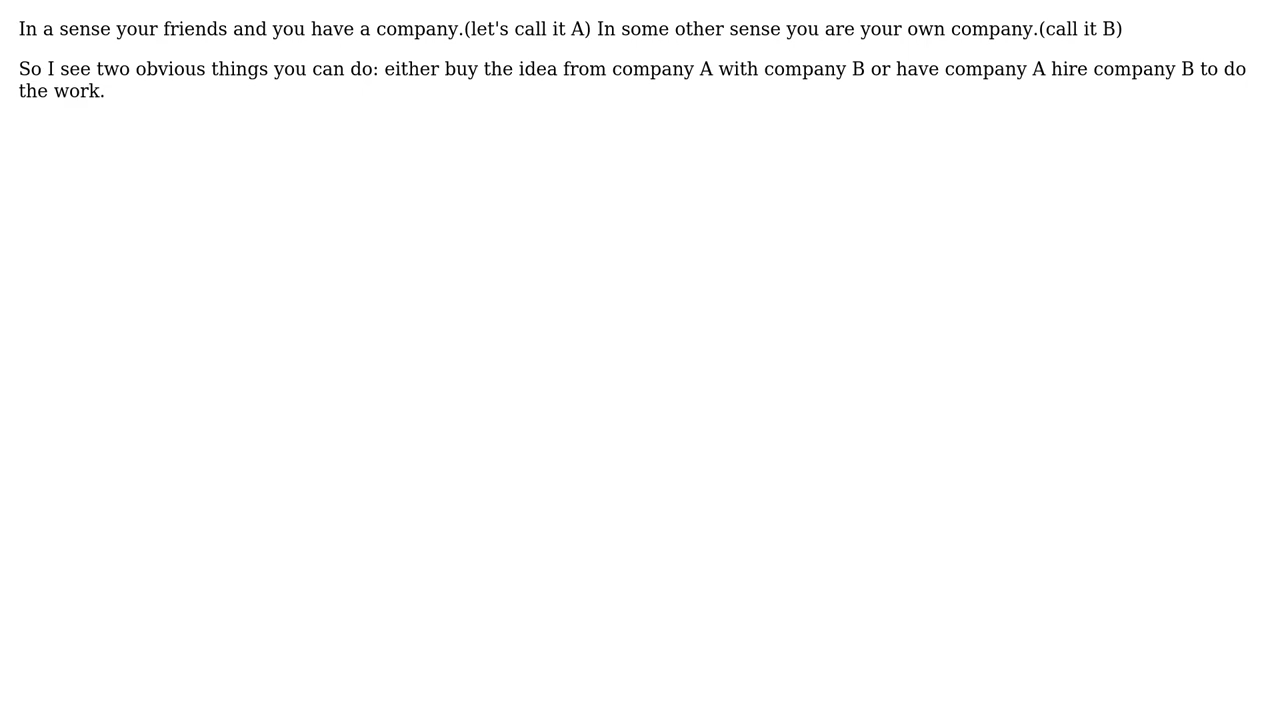 In a sense your friends and you have a company.(let's call it A) In some other sense you are your own company.(call it B)
So I see two obvious things you can do: either buy the idea from company A with company B or have company A hire company B to do
the work.